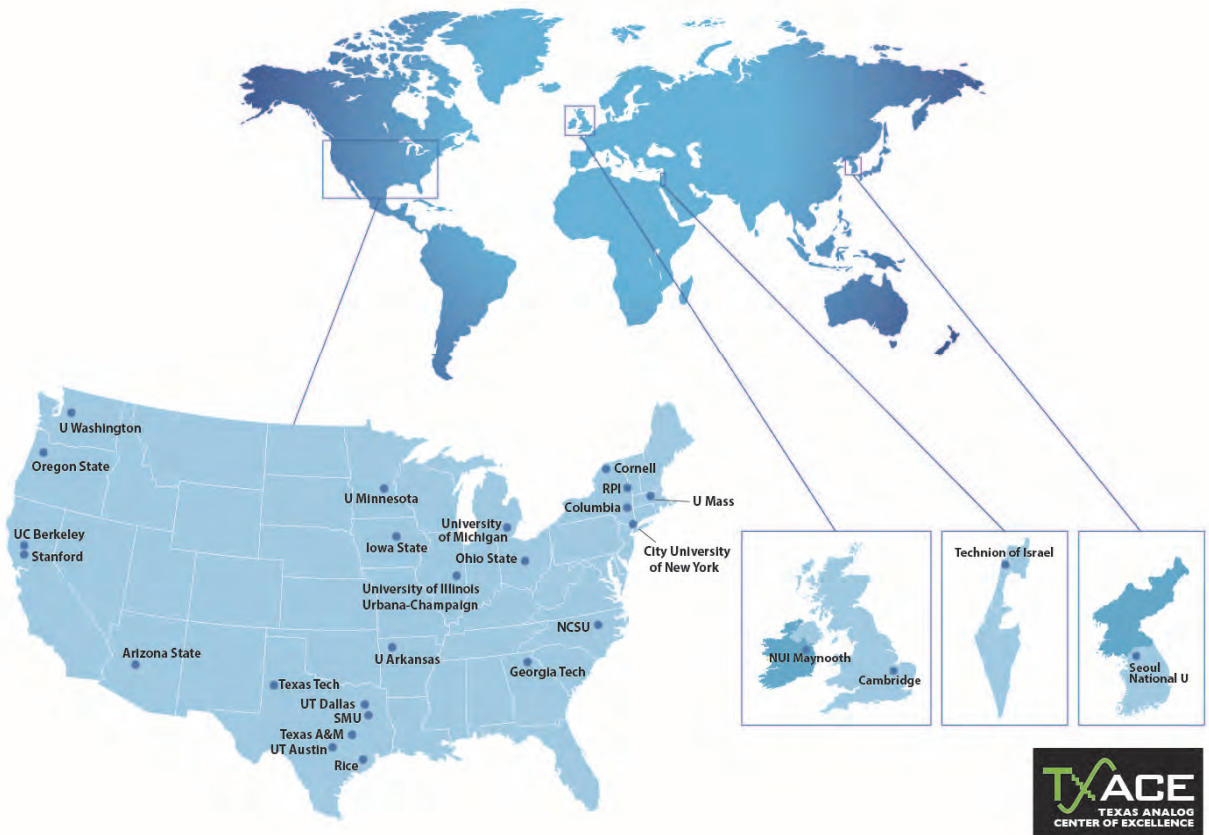 U Washington
Oregon State
UC Berkeley
Stanford
Arizona State
U Minnesota
Iowa State
University
of Michigan
Ohio State
University of Illinois
Urbana-Champaign
U Arkansas
Texas Tech
UT Dallas
SMU
Texas A&M
UT Austin
Rice
Cornell
RPI
Columbia
U Mass
City University
of New York
NCSU
Georgia Tech
NUI Maynooth
Cambridge
Technion of Israel
Seoul
National U
TxACE
TEXAS ANALOG
CENTER OF EXCELLENCE